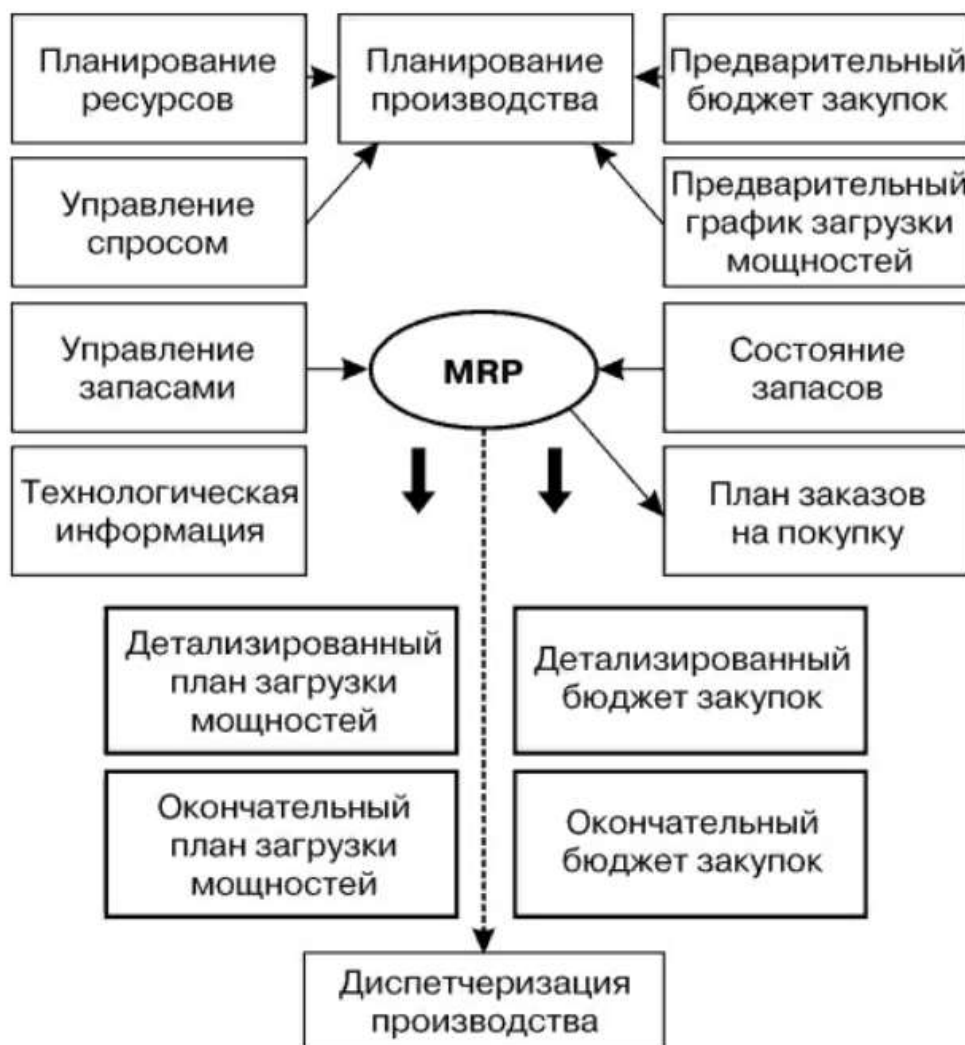 Планирование
ресурсов
Планирование
производства
Предварительный
бюджет закупок
Управление
спросом
Предварительный
график загрузки
мощностей
Управление
запасами
MRP
Состояние
запасов
Технологическая
информация
План заказов
на покупку
Детализированный
план загрузки
мощностей
Детализированный
бюджет закупок
Окончательный
план загрузки
мощностей
Окончательный
бюджет закупок
Диспетчеризация
производства